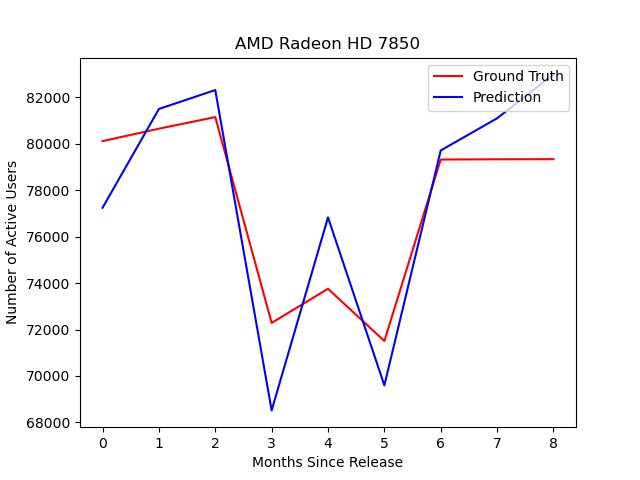 AMD Radeon HD 7850
Ground Truth
Prediction
82000
80000
78000
76000
74000
72000
70000
68000
Number of Active Users
0 1 2 3 4 5 6 7 8
Months Since Release